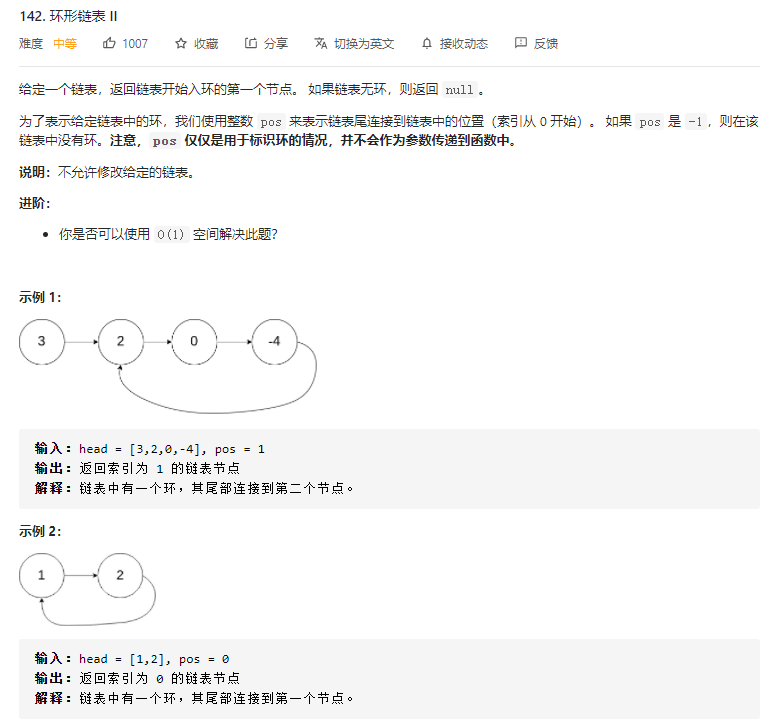 142. 环形链表 II
难度 中等 1007 收藏 分享 切换为英文 接收动态 反馈
给定一个链表，返回链表开始入环的第一个节点。 如果链表无环，则返回 null。
为了表示给定链表中的环，我们使用整数 pos 来表示链表尾连接到链表中的位置（索引从 0 开始）。 如果 pos 是 -1，则在该
链表中没有环。注意，pos 仅仅是用于标识环的情况，并不会作为参数传递到函数中。
说明：不允许修改给定的链表。
进阶：
• 你是否可以使用 O(1) 空间解决此题？
示例 1：
3 2 0 -4
输入：head = [3,2,0,-4], pos = 1
输出：返回索引为 1 的链表节点
解释：链表中有一个环，其尾部连接到第二个节点。
示例 2：
1 2
输入：head = [1,2], pos = 0
输出：返回索引为 0 的链表节点
解释：链表中有一个环，其尾部连接到第一个节点。